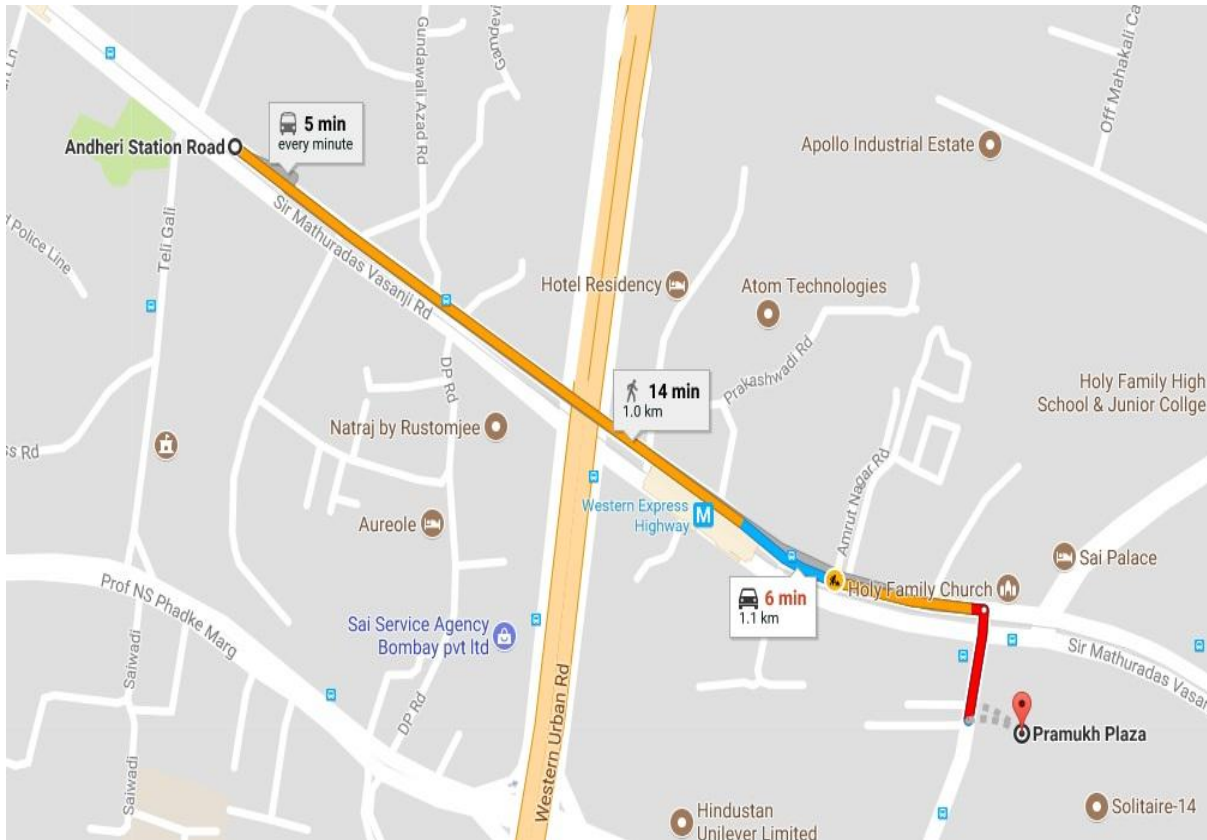 Gundawali Azad Rd
Gamdevi
Off Mahakali Ca
5 min
every minute
Andheri Station Road
Apollo Industrial Estate
Teli Gali
Police Line
Sir Mathuradas Vasanji Rd
Hotel Residency
Atom Technologies
Prakashwadi Rd
DP Rd
14 min
1.0 km
Holy Family High
School & Junior Collge
Natraj by Rustomjee
ss Rd
Amrut Nagar Rd
Western Express
Highway
M
Aureole
Sai Palace
Prof NS Phadke Marg
6 min
1.1 km
Holy Family Church
Sai Service Agency
Bombay pvt ltd
Saiwadi
Sir Mathuradas Vasan
Western Urban Rd
DP Rd
Pramukh Plaza
Saiwadi
Hindustan
Unilever Limited
Solitaire-14